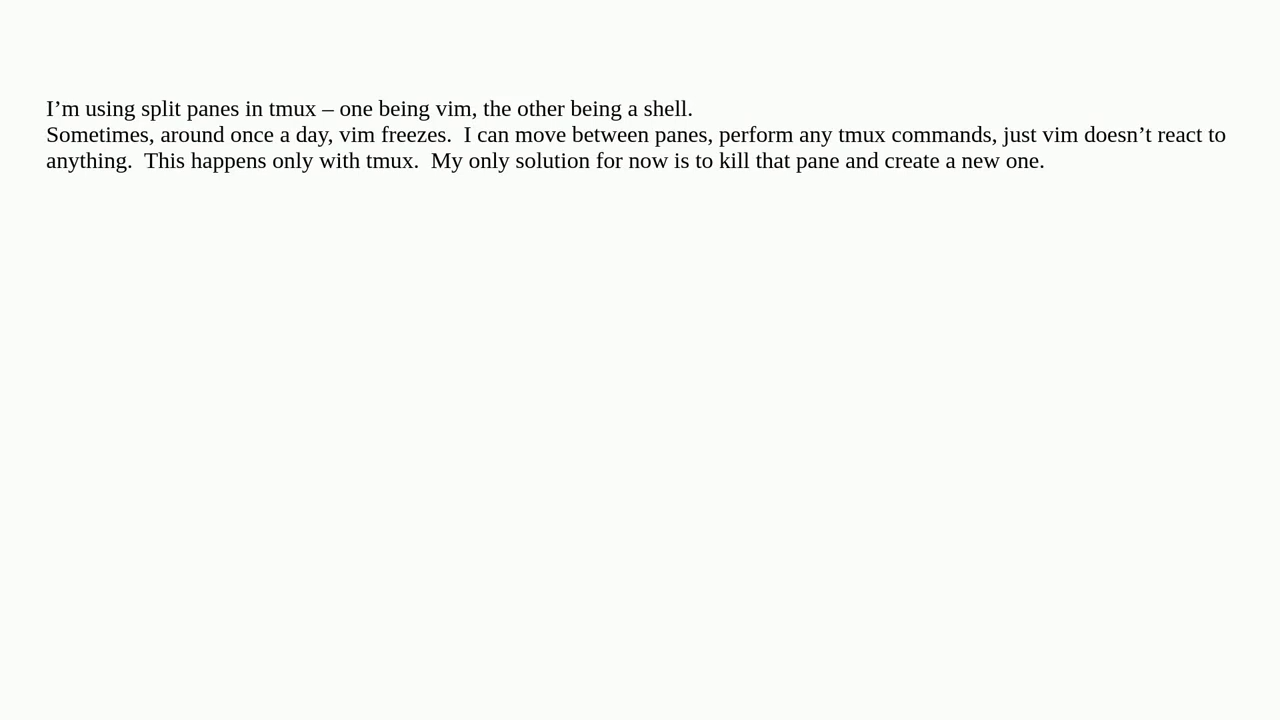 I’m using split panes in tmux – one being vim, the other being a shell.
Sometimes, around once a day, vim freezes.  I can move between panes, perform any tmux commands, just vim doesn’t react to
anything.  This happens only with tmux.  My only solution for now is to kill that pane and create a new one.